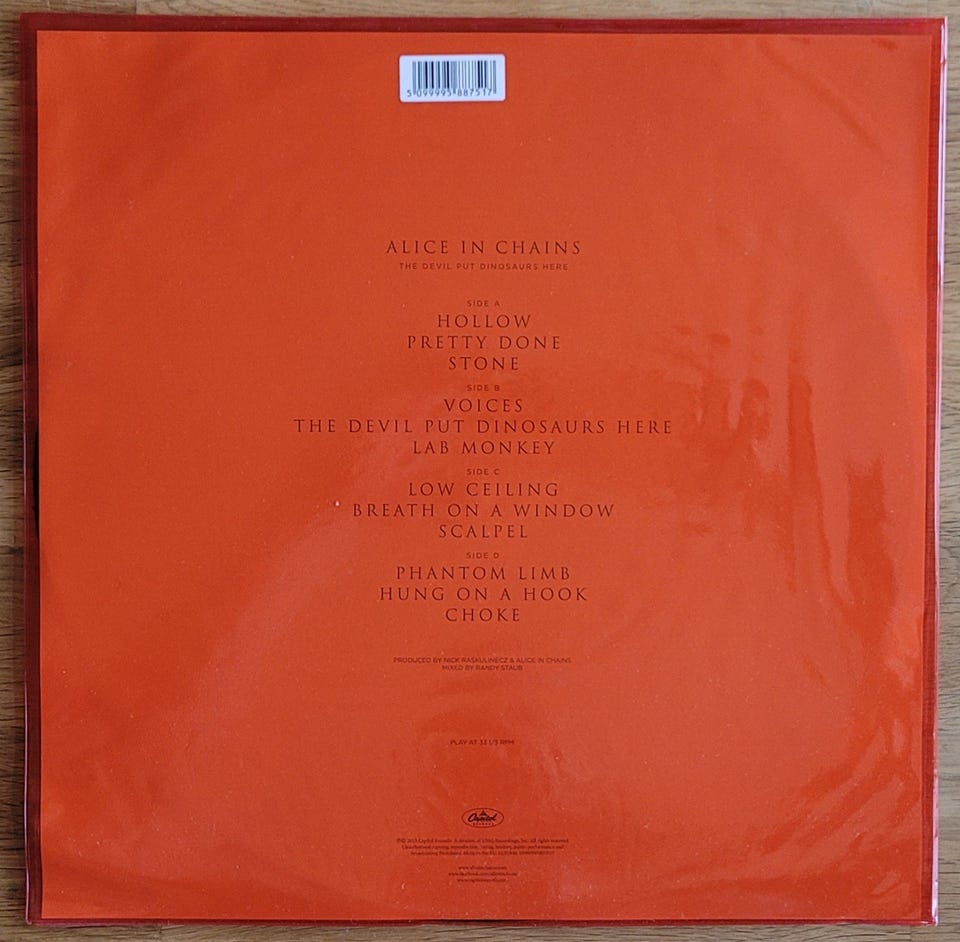 5 099995 887517
ALICE IN CHAINS
THE DEVIL PUT DINOSAURS HERE
SIDE A
HOLLOW
PRETTY DONE
STONE
SIDE B
VOICES
THE DEVIL PUT DINOSAURS HERE
LAB MONKEY
SIDE C
LOW CEILING
BREATH ON A WINDOW
SCALPEL
SIDE D
PHANTOM LIMB
HUNG ON A HOOK
CHOKE
PRODUCED BY NICK RASKULINECZ & ALICE IN CHAINS
MIXED BY RANDY STAUB
PLAY AT 33 1/3 RPM
Capitol
RECORDS